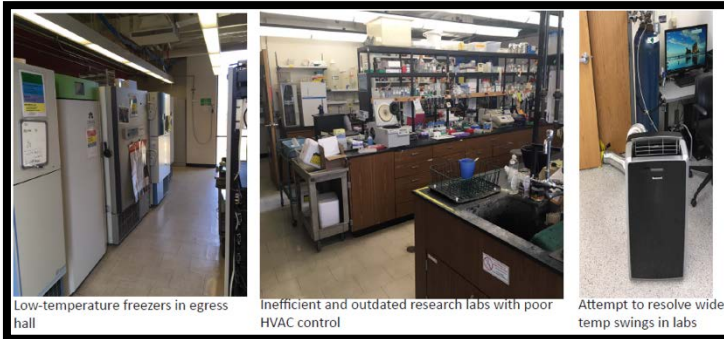 Low-temperature freezers in egress
hall
Inefficient and outdated research labs with poor
HVAC control
Attempt to resolve wide
temp swings in labs